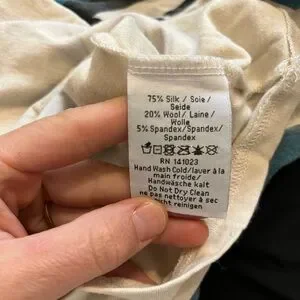 75% Silk / Soie /
Seide
20% Wool / Laine /
Wolle
5% Spandex/Spandex/
Spandex
RN 141023
Hand Wash Cold/laver à la
main froide/
Handwäsche kalt
Do Not Dry Clean
ne pas nettoyer à sec
nicht reinigen